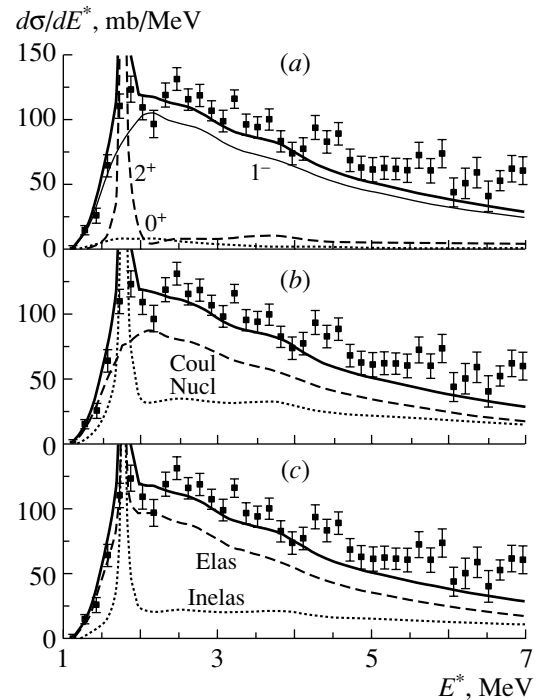 dσ/dE*, mb/MeV
150
(a)
100
2⁺
1⁻
50
0⁺
0
(b)
100
Coul
50
Nucl
0
(c)
100
Elas
50
Inelas
0
1 3 5 7
E*, MeV